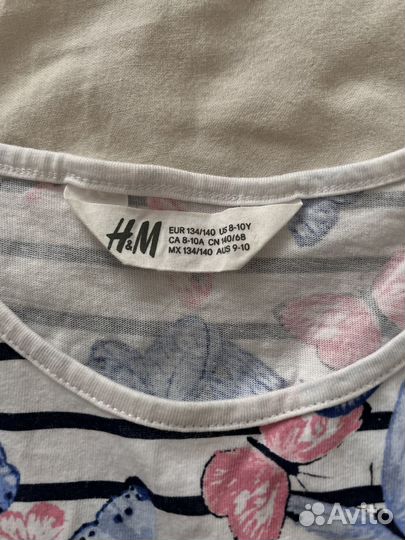 H&M
EUR 134/140 US 8-10Y
CA 8-10A CN 140/68
MX 134/140 AUS 9-10
Avito